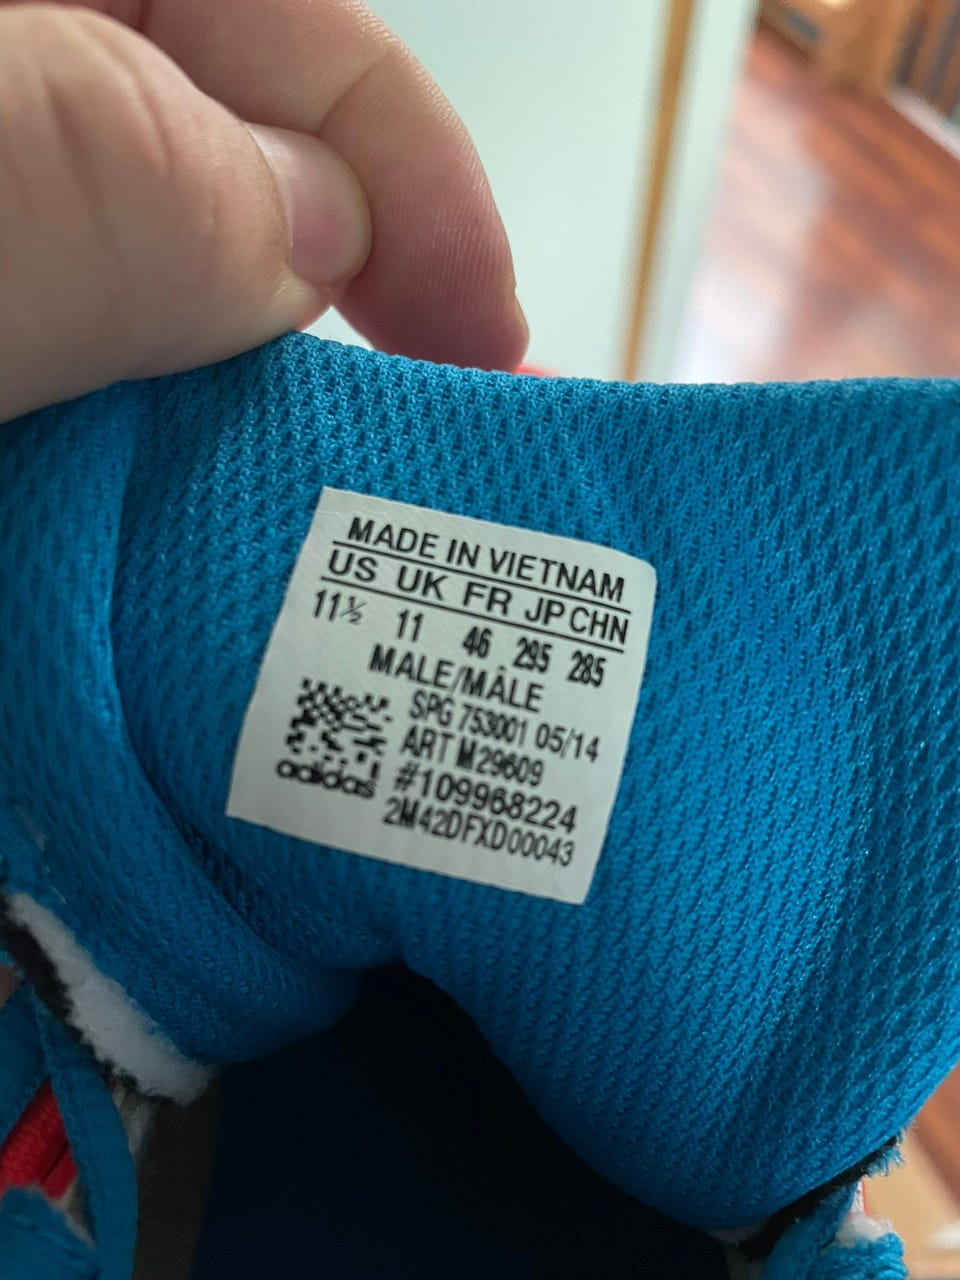 MADE IN VIETNAM
US UK FR JP CHN
11½ 11 46 295 285
MALE/MÂLE
SPG 753001 05/14
ART M29609
#109968224
2M42DFXD00043
adidas